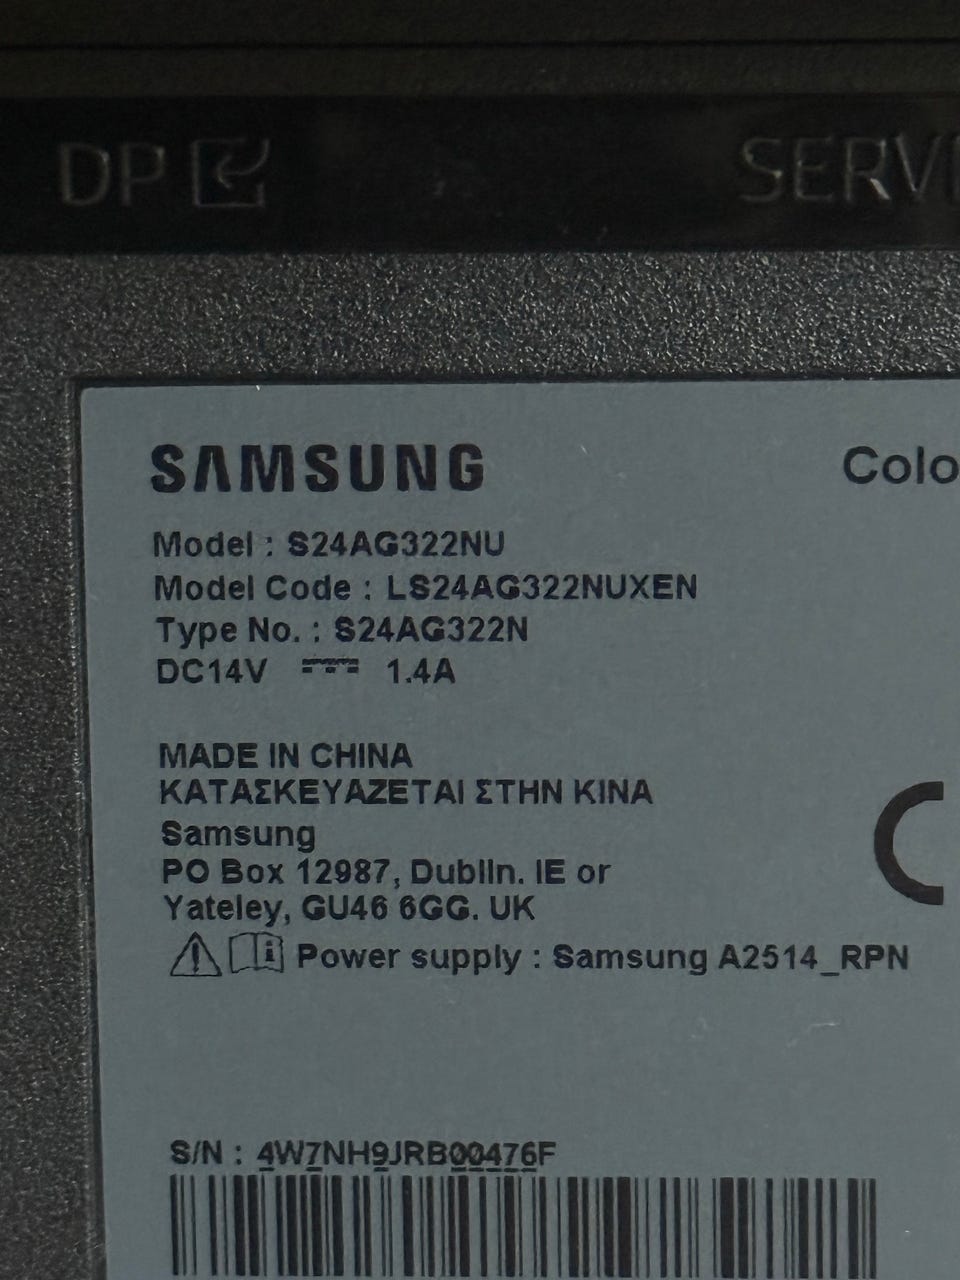 DP
SERVI
SAMSUNG
Colo
Model : S24AG322NU
Model Code : LS24AG322NUXEN
Type No. : S24AG322N
DC14V ⎓ 1.4A
MADE IN CHINA
ΚΑΤΑΣΚΕΥΑΖΕΤΑΙ ΣΤΗΝ ΚΙΝΑ
Samsung
PO Box 12987, Dublin. IE or
Yateley, GU46 6GG. UK
Power supply : Samsung A2514_RPN
S/N : 4W7NH9JRB00476F